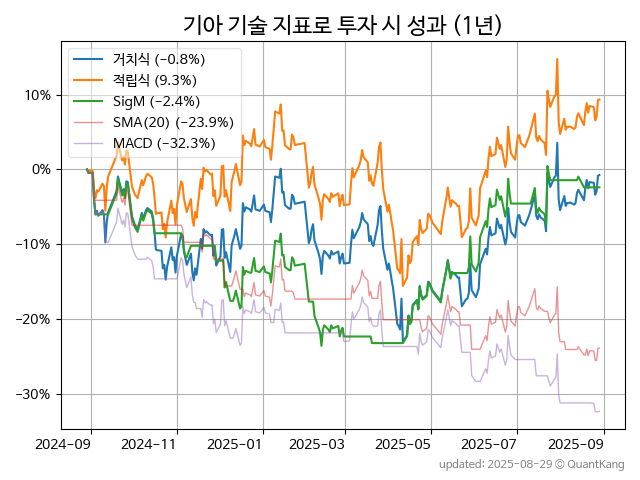 기아 기술 지표로 투자 시 성과 (1년)
거치식 (−0.8%)
적립식 (9.3%)
SigM (−2.4%)
SMA(20) (−23.9%)
MACD (−32.3%)
10%
0%
−10%
−20%
−30%
2024-09 2024-11 2025-01 2025-03 2025-05 2025-07 2025-09
updated: 2025-08-29 © QuantKang